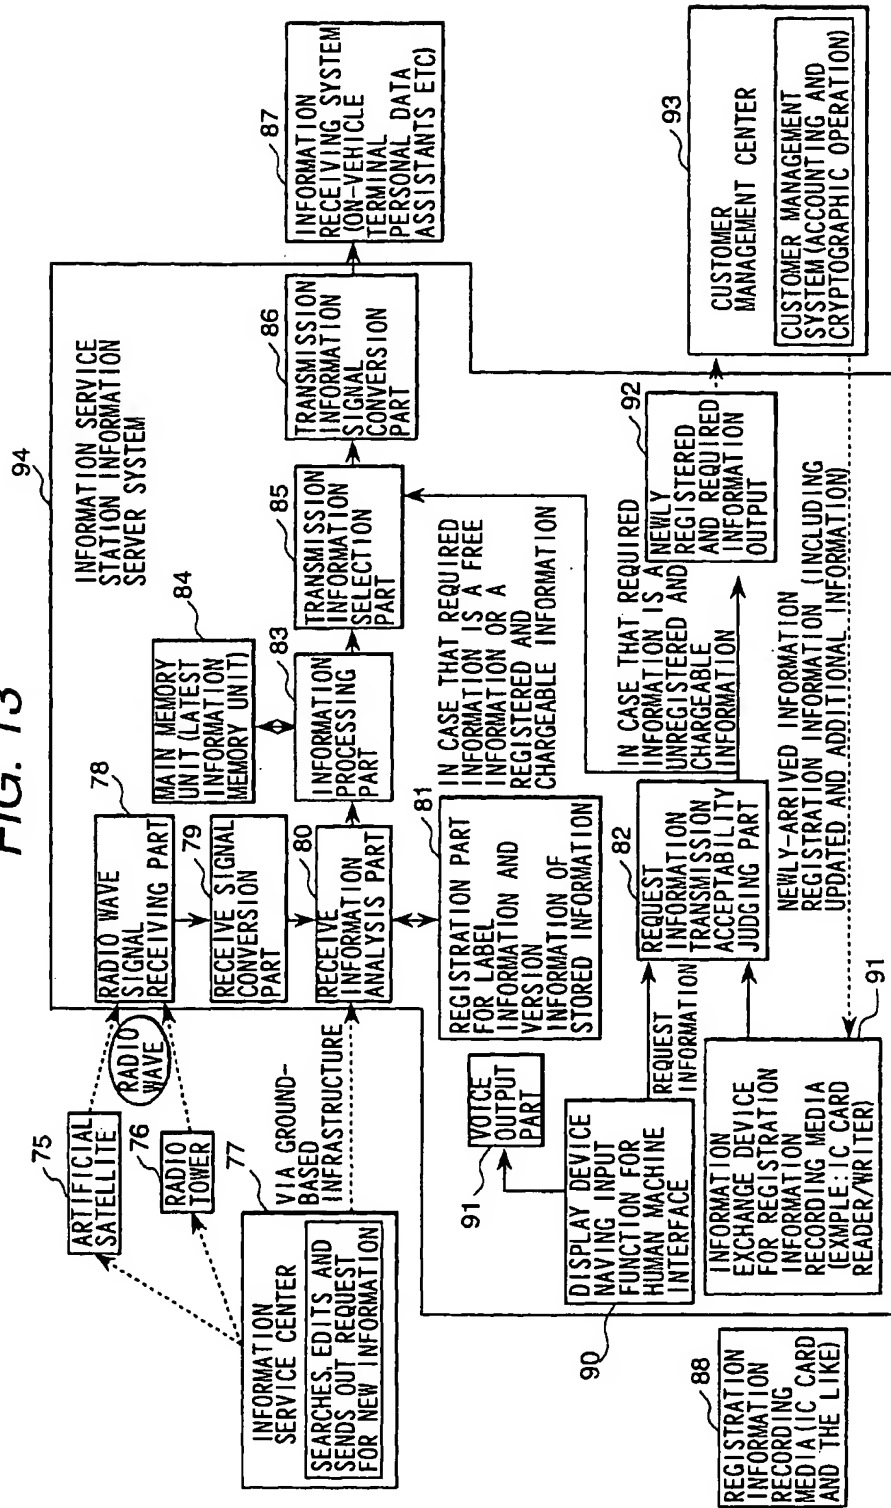 FIG. 13
94
INFORMATION SERVICE
STATION INFORMATION
SERVER SYSTEM
75
ARTIFICIAL
SATELLITE
76
RADIO
TOWER
RADIO
WAVE
77
INFORMATION
SERVICE CENTER
SEARCHES, EDITS AND
SENDS OUT REQUEST
FOR NEW INFORMATION
VIA GROUND-
BASED
INFRASTRUCTURE
78
RADIO WAVE
SIGNAL
RECEIVING PART
79
RECEIVE SIGNAL
CONVERSION
PART
80
RECEIVE
INFORMATION
ANALYSIS PART
81
REGISTRATION PART
FOR LABEL
INFORMATION AND
VERSION
INFORMATION OF
STORED INFORMATION
84
MAIN MEMORY
UNIT (LATEST
INFORMATION
MEMORY UNIT)
83
INFORMATION
PROCESSING
PART
85
TRANSMISSION
INFORMATION
SELECTION
PART
86
TRANSMISSION
INFORMATION
SIGNAL
CONVERSION
PART
87
INFORMATION
RECEIVING SYSTEM
(ON-VEHICLE
TERMINAL
PERSONAL DATA
ASSISTANTS ETC)
IN CASE THAT REQUIRED
INFORMATION IS A FREE
INFORMATION OR A
REGISTERED AND
CHARGEABLE INFORMATION
91
VOICE
OUTPUT
PART
90
DISPLAY DEVICE
NAVING INPUT
FUNCTION FOR
HUMAN MACHINE
INTERFACE
REQUEST
INFORMATION
82
REQUEST
INFORMATION
TRANSMISSION
ACCEPTABILITY
JUDGING PART
IN CASE THAT REQUIRED
INFORMATION IS A
UNREGISTERED AND
CHARGEABLE
INFORMATION
92
NEWLY
REGISTERED
AND REQUIRED
INFORMATION
OUTPUT
93
CUSTOMER
MANAGEMENT CENTER
CUSTOMER MANAGEMENT
SYSTEM (ACCOUNTING AND
CRYPTOGRAPHIC OPERATION)
NEWLY-ARRIVED INFORMATION
REGISTRATION INFORMATION (INCLUDING
UPDATED AND ADDITIONAL INFORMATION)
91
INFORMATION
EXCHANGE DEVICE
FOR REGISTRATION
INFORMATION
RECORDING MEDIA
(EXMPLE:IC CARD
READER/WRITER)
88
REGISTRATION
INFORMATION
RECORDING
MEDIA (IC CARD
AND THE LIKE)